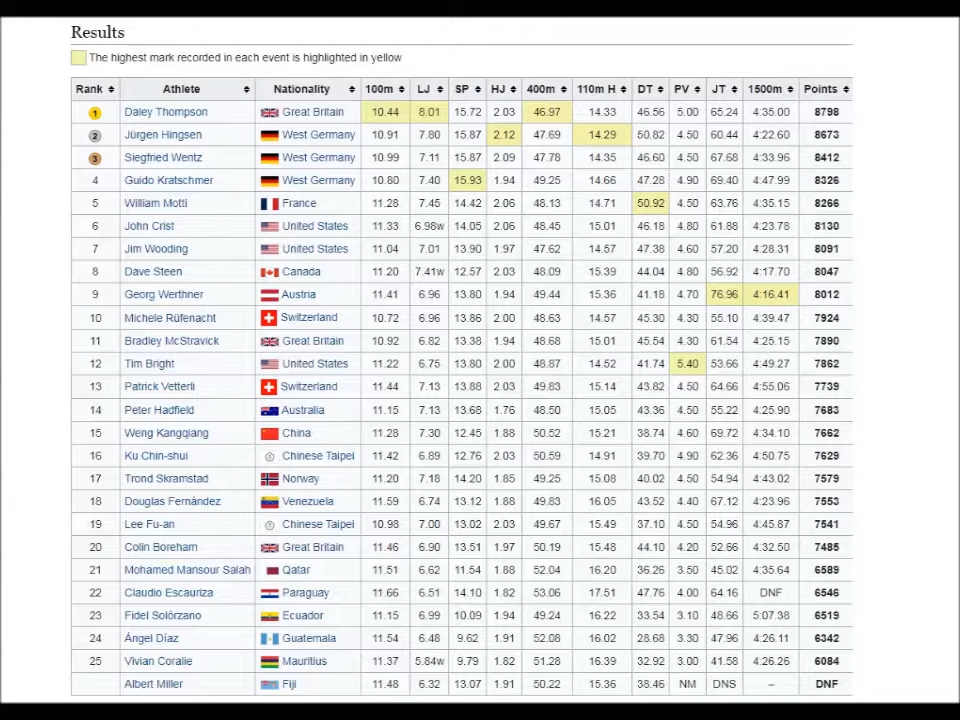 Results
The highest mark recorded in each event is highlighted in yellow
Rank Athlete Nationality 100m LJ SP HJ 400m 110m H DT PV JT 1500m Points
1 Daley Thompson Great Britain 10.44 8.01 15.72 2.03 46.97 14.33 46.56 5.00 65.24 4:35.00 8798
2 Jürgen Hingsen West Germany 10.91 7.80 15.87 2.12 47.69 14.29 50.82 4.50 60.44 4:22.60 8673
3 Siegfried Wentz West Germany 10.99 7.11 15.87 2.09 47.78 14.35 46.60 4.50 67.68 4:33.96 8412
4 Guido Kratschmer West Germany 10.80 7.40 15.93 1.94 49.25 14.66 47.28 4.90 69.40 4:47.99 8326
5 William Motti France 11.28 7.45 14.42 2.06 48.13 14.71 50.92 4.50 63.76 4:35.15 8266
6 John Crist United States 11.33 6.98w 14.05 2.06 48.45 15.01 46.18 4.80 61.88 4:23.78 8130
7 Jim Wooding United States 11.04 7.01 13.90 1.97 47.62 14.57 47.38 4.60 57.20 4:28.31 8091
8 Dave Steen Canada 11.20 7.41w 12.57 2.03 48.09 15.39 44.04 4.80 56.92 4:17.70 8047
9 Georg Werthner Austria 11.41 6.96 13.80 1.94 49.44 15.36 41.18 4.70 76.96 4:16.41 8012
10 Michele Rüfenacht Switzerland 10.72 6.96 13.86 2.00 48.63 14.57 45.30 4.30 55.10 4:39.47 7924
11 Bradley McStravick Great Britain 10.92 6.82 13.38 1.94 48.68 15.01 45.54 4.30 61.54 4:25.15 7890
12 Tim Bright United States 11.22 6.75 13.80 2.00 48.87 14.52 41.74 5.40 53.66 4:49.27 7862
13 Patrick Vetterli Switzerland 11.44 7.13 13.88 2.03 49.83 15.14 43.82 4.50 64.66 4:55.06 7739
14 Peter Hadfield Australia 11.15 7.13 13.68 1.76 48.50 15.05 43.36 4.50 55.22 4:25.90 7683
15 Weng Kangqiang China 11.28 7.30 12.45 1.88 50.52 15.21 38.74 4.60 69.72 4:34.10 7662
16 Ku Chin-shui Chinese Taipei 11.42 6.89 12.76 2.03 50.59 14.91 39.70 4.90 62.36 4:50.75 7629
17 Trond Skramstad Norway 11.20 7.18 14.20 1.85 49.25 15.08 40.02 4.50 54.94 4:43.02 7579
18 Douglas Fernández Venezuela 11.59 6.74 13.12 1.88 49.83 16.05 43.52 4.40 67.12 4:23.96 7553
19 Lee Fu-an Chinese Taipei 10.98 7.00 13.02 2.03 49.67 15.49 37.10 4.50 54.96 4:45.87 7541
20 Colin Boreham Great Britain 11.46 6.90 13.51 1.97 50.19 15.48 44.10 4.20 52.66 4:32.50 7485
21 Mohamed Mansour Salah Qatar 11.51 6.62 11.54 1.88 52.04 16.20 36.26 3.50 45.02 4:35.64 6589
22 Claudio Escauriza Paraguay 11.66 6.51 14.10 1.82 53.06 17.51 47.76 4.00 64.16 DNF 6546
23 Fidel Solórzano Ecuador 11.15 6.99 10.09 1.94 49.24 16.22 33.54 3.10 48.66 5:07.38 6519
24 Ángel Díaz Guatemala 11.54 6.48 9.62 1.91 52.08 16.02 28.68 3.30 47.96 4:26.11 6342
25 Vivian Coralie Mauritius 11.37 5.84w 9.79 1.82 51.28 16.39 32.92 3.00 41.58 4:26.26 6084
Albert Miller Fiji 11.48 6.32 13.07 1.91 50.22 15.36 38.46 NM DNS – DNF